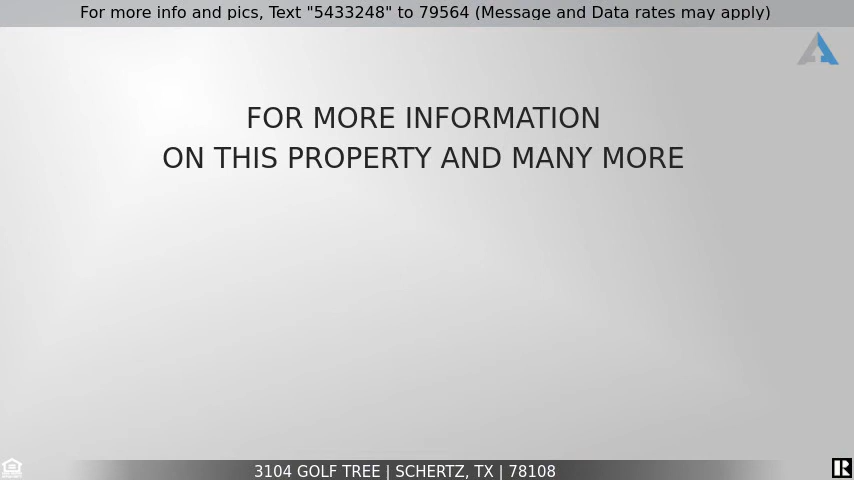 For more info and pics, Text "5433248" to 79564 (Message and Data rates may apply)
FOR MORE INFORMATION
ON THIS PROPERTY AND MANY MORE
3104 GOLF TREE | SCHERTZ, TX | 78108